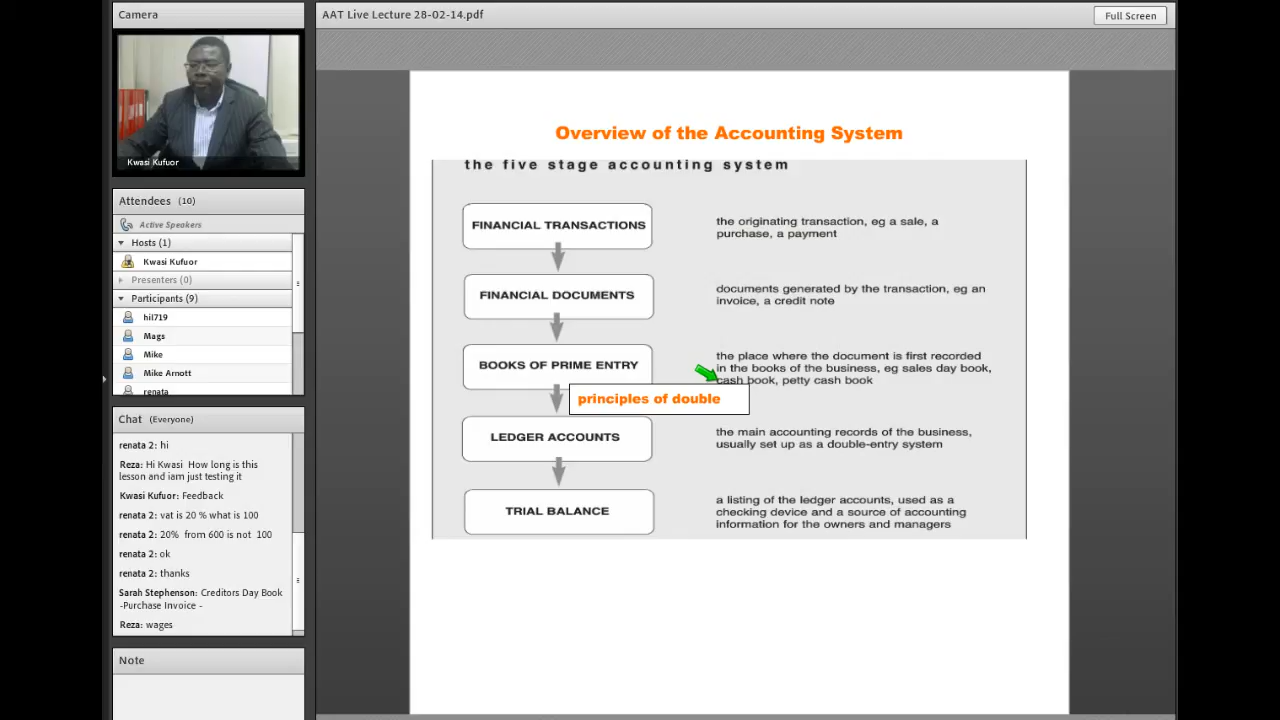 Camera
Kwasi Kufuor
Attendees (10)
Active Speakers
Hosts (1)
Kwasi Kufuor
Presenters (0)
Participants (9)
hil719
Mags
Mike
Mike Arnott
renata
Chat (Everyone)
renata 2: hi
Reza: Hi Kwasi How long is this
lesson and iam just testing it
Kwasi Kufuor: Feedback
renata 2: vat is 20 % what is 100
renata 2: 20% from 600 is not 100
renata 2: ok
renata 2: thanks
Sarah Stephenson: Creditors Day Book
-Purchase Invoice -
Reza: wages
Note
AAT Live Lecture 28-02-14.pdf
Full Screen
Overview of the Accounting System
the five stage accounting system
FINANCIAL TRANSACTIONS
the originating transaction, eg a sale, a
purchase, a payment
FINANCIAL DOCUMENTS
documents generated by the transaction, eg an
invoice, a credit note
BOOKS OF PRIME ENTRY
the place where the document is first recorded
in the books of the business, eg sales day book,
cash book, petty cash book
principles of double
LEDGER ACCOUNTS
the main accounting records of the business,
usually set up as a double-entry system
TRIAL BALANCE
a listing of the ledger accounts, used as a
checking device and a source of accounting
information for the owners and managers